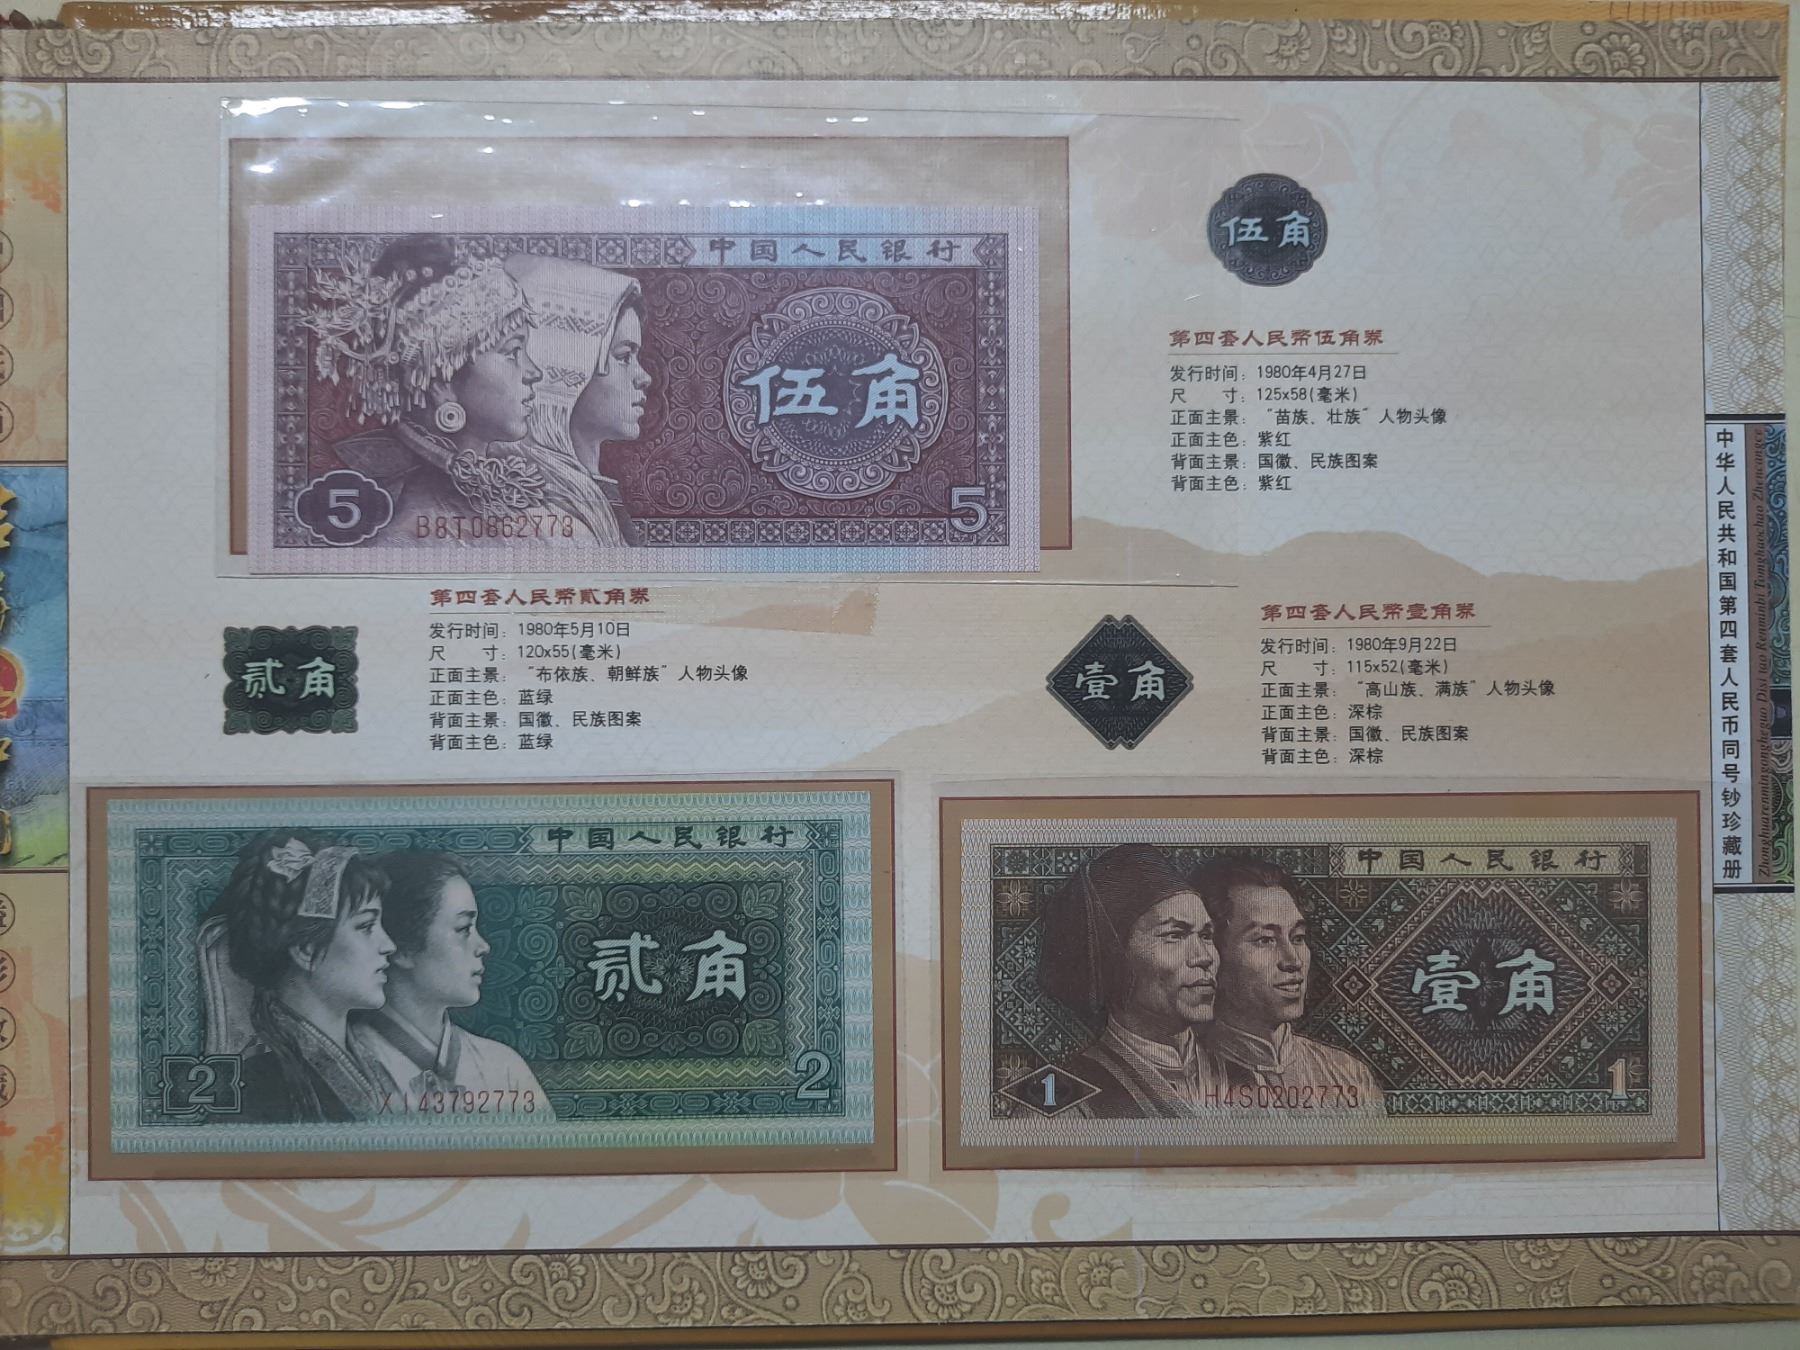 中国人民银行
伍角
5
B8T0862773
5
伍角
第四套人民幣伍角券
发行时间：1980年4月27日
尺 寸：125x58(毫米)
正面主景：“苗族、壮族”人物头像
正面主色：紫红
背面主景：国徽、民族图案
背面主色：紫红
贰角
第四套人民幣贰角券
发行时间：1980年5月10日
尺 寸：120x55(毫米)
正面主景：“布依族、朝鲜族”人物头像
正面主色：蓝绿
背面主景：国徽、民族图案
背面主色：蓝绿
壹角
第四套人民幣壹角券
发行时间：1980年9月22日
尺 寸：115x52(毫米)
正面主景：“高山族、满族”人物头像
正面主色：深棕
背面主景：国徽、民族图案
背面主色：深棕
中国人民银行
贰角
2
XI43792773
2
中国人民银行
壹角
1
H4S0202773
1
中华人民共和国第四套人民币同号钞珍藏册